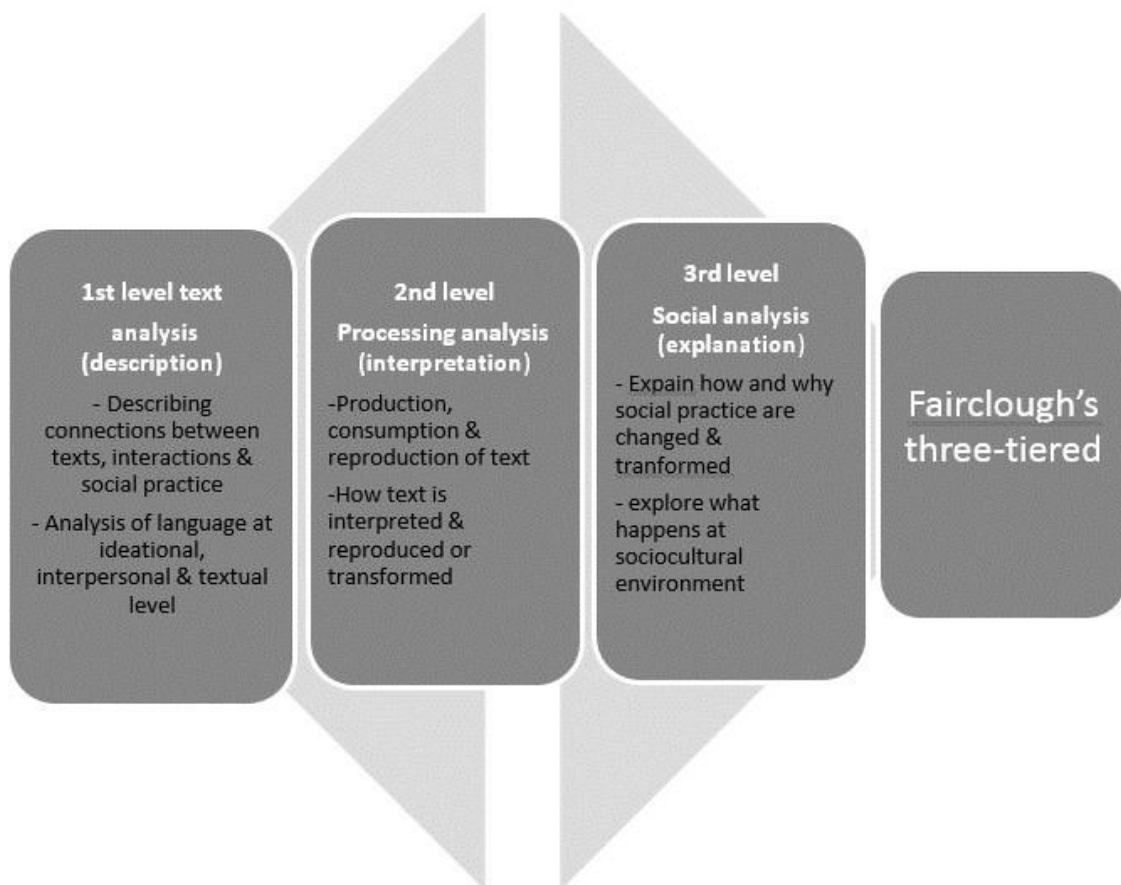 1st level text
analysis
(description)
- Describing
connections between
texts, interactions &
social practice
- Analysis of language at
ideational,
interpersonal & textual
level
2nd level
Processing analysis
(interpretation)
-Production,
consumption &
reproduction of text
-How text is
interpreted &
reproduced or
transformed
3rd level
Social analysis
(explanation)
- Expain how and why
social practice are
changed &
tranformed
- explore what
happens at
sociocultural
environment
Fairclough's
three-tiered